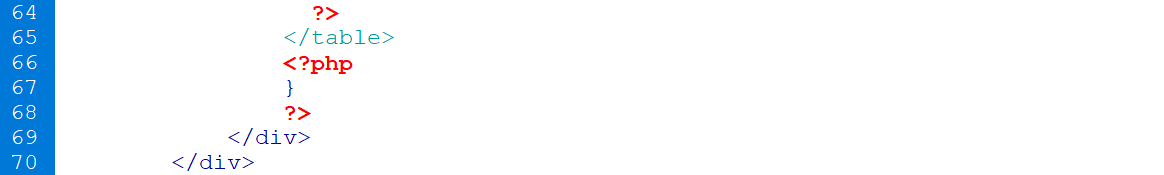 64 ?>
65 </table>
66 <?php
67 }
68 ?>
69 </div>
70 </div>